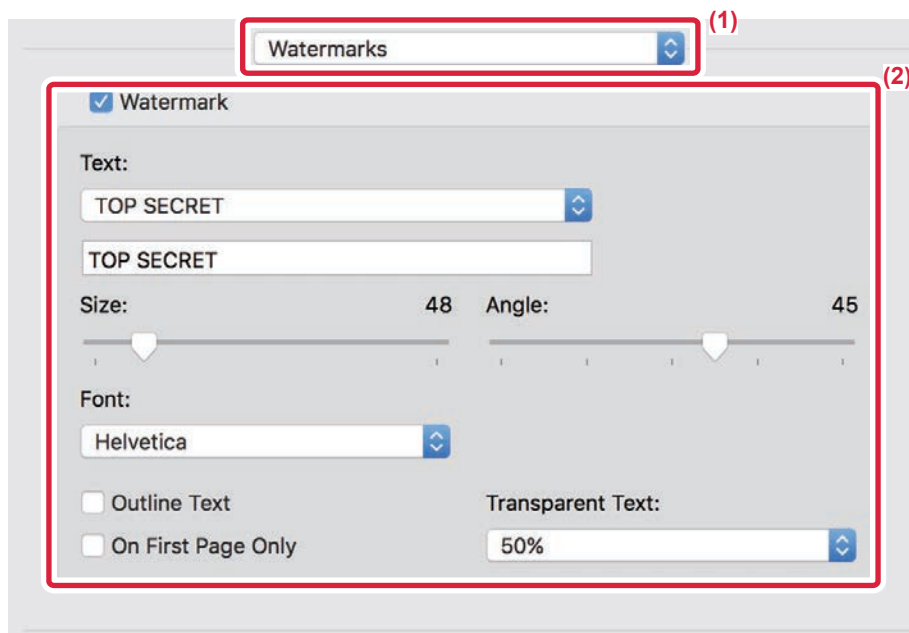 (1)
Watermarks
(2)
Watermark
Text:
TOP SECRET
TOP SECRET
Size: 48 Angle: 45
Font:
Helvetica
Outline Text Transparent Text:
On First Page Only 50%